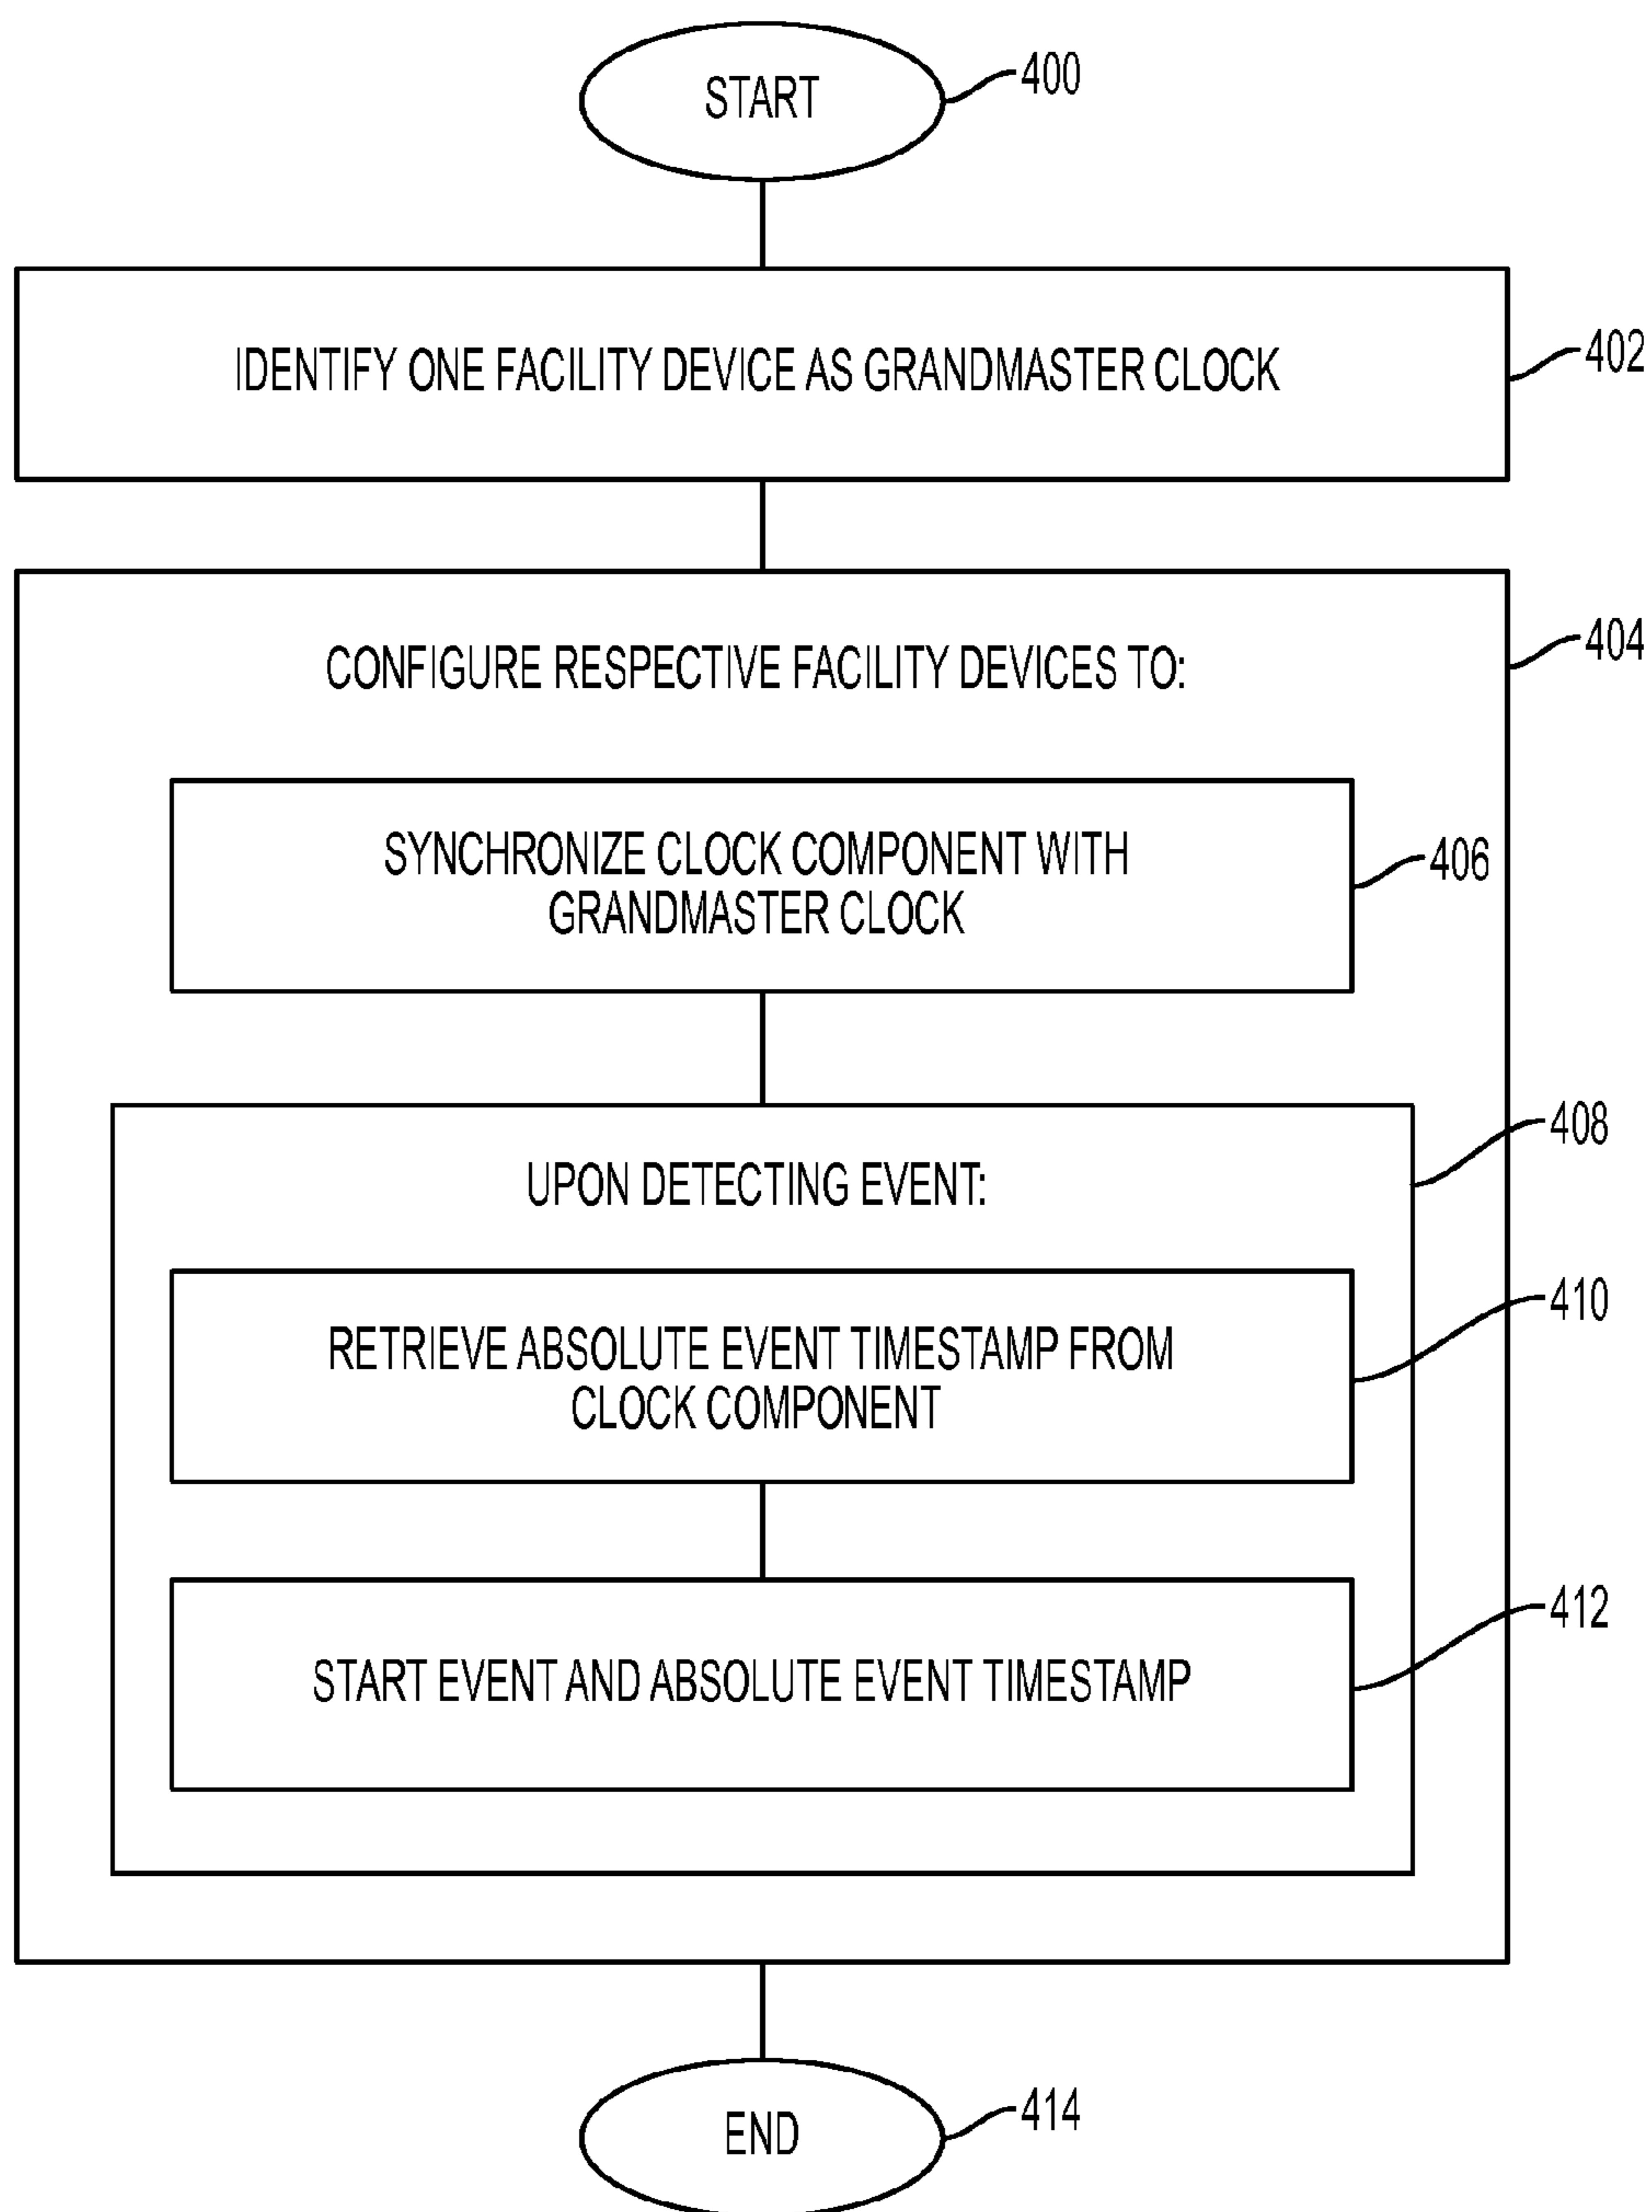 START
400
IDENTIFY ONE FACILITY DEVICE AS GRANDMASTER CLOCK
402
CONFIGURE RESPECTIVE FACILITY DEVICES TO:
404
SYNCHRONIZE CLOCK COMPONENT WITH
GRANDMASTER CLOCK
406
UPON DETECTING EVENT:
408
RETRIEVE ABSOLUTE EVENT TIMESTAMP FROM
CLOCK COMPONENT
410
START EVENT AND ABSOLUTE EVENT TIMESTAMP
412
END
414